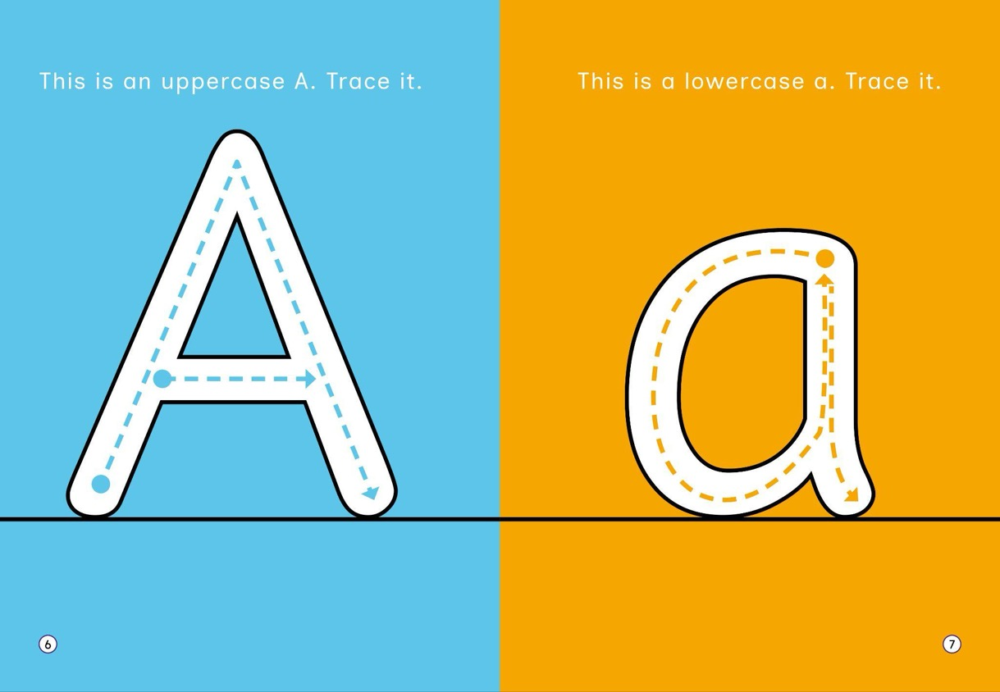 This is an uppercase A. Trace it.
A
6
This is a lowercase a. Trace it.
a
7